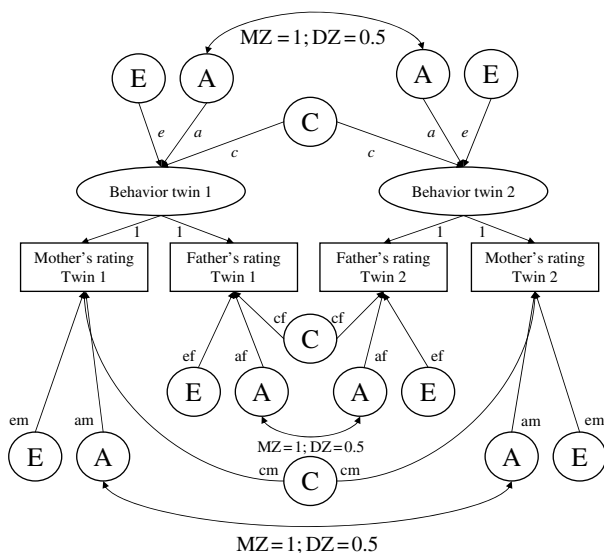 MZ = 1; DZ = 0.5
E A A E
C
e a c c a e
Behavior twin 1 Behavior twin 2
1 1 1 1
Mother's rating Twin 1
Father's rating Twin 1
Father's rating Twin 2
Mother's rating Twin 2
cf C cf
ef af af ef
E A A E
MZ = 1; DZ = 0.5
em am cm C cm am em
E A A E
MZ = 1; DZ = 0.5